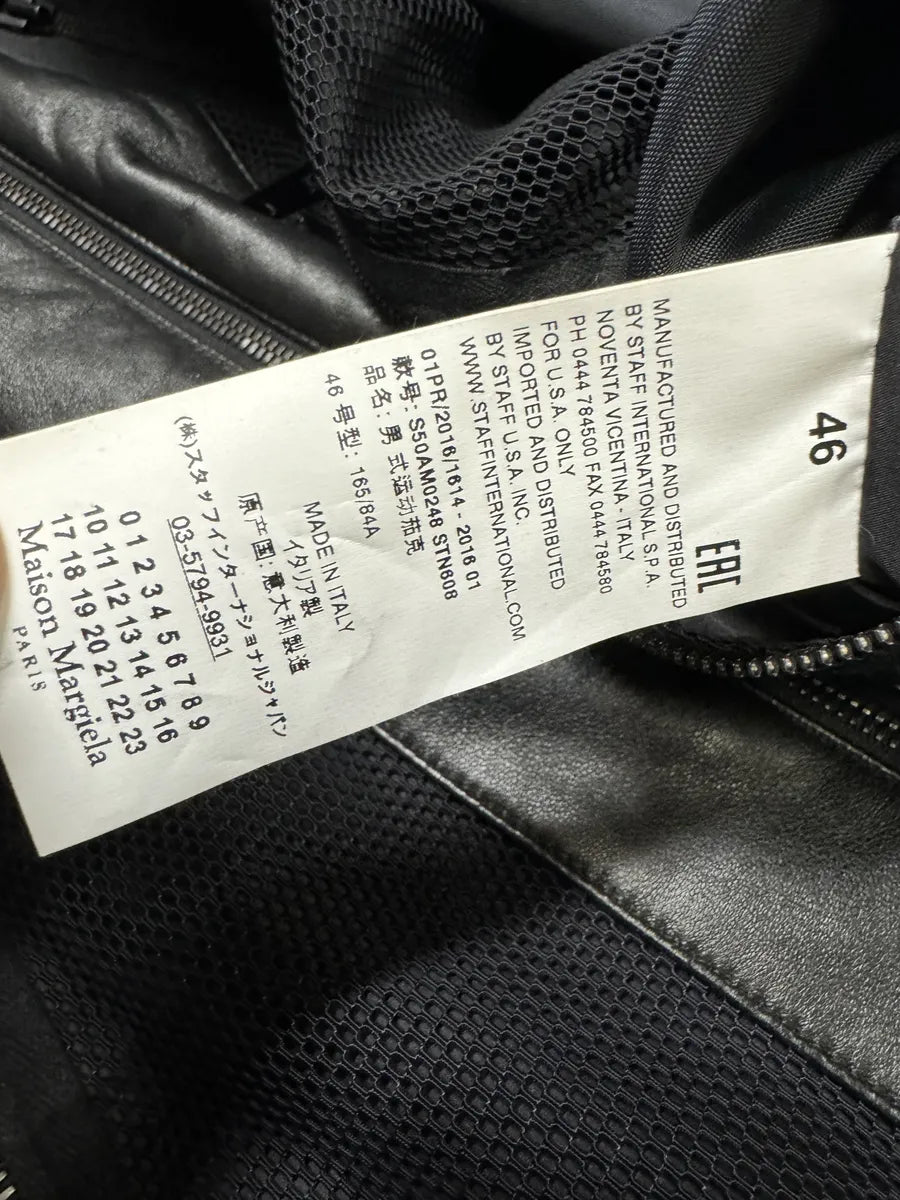 46
EAC
MANUFACTURED AND DISTRIBUTED
BY STAFF INTERNATIONAL S.P.A.
NOVENTA VICENTINA - ITALY
PH 0444 784500 FAX 0444 784580
FOR U.S.A. ONLY
IMPORTED AND DISTRIBUTED
BY STAFF U.S.A. INC.
WWW.STAFFINTERNATIONAL.COM
01PR/2016/1614 - 2016 01
款号: S50AM0248 STN608
品名: 男式运动茄克
46 号型: 165/84A
MADE IN ITALY
イタリア製
原产国: 意大利製造
(株)スタッフインターナショナルジャパン
03-5794-9931
0 1 2 3 4 5 6 7 8 9
10 11 12 13 14 15 16
17 18 19 20 21 22 23
Maison Margiela
PARIS